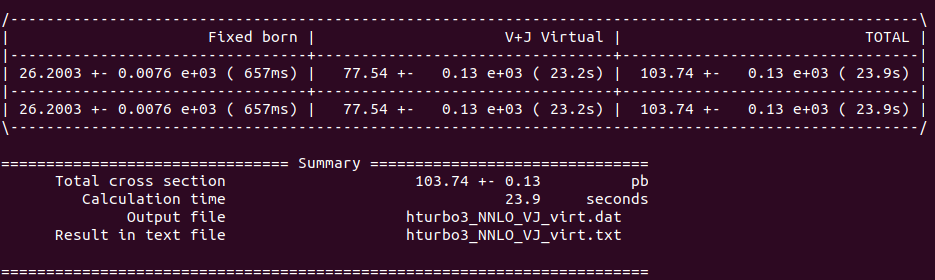 /-----------------------------------------------------------------------------------------------------\
|                      Fixed born |                     V+J Virtual |                           TOTAL |
|---------------------------------+---------------------------------+---------------------------------|
| 26.2003 +- 0.0076 e+03 ( 657ms) |   77.54 +-   0.13 e+03 ( 23.2s) | 103.74 +-   0.13 e+03 ( 23.9s) |
|---------------------------------+---------------------------------+---------------------------------|
| 26.2003 +- 0.0076 e+03 ( 657ms) |   77.54 +-   0.13 e+03 ( 23.2s) | 103.74 +-   0.13 e+03 ( 23.9s) |
\-----------------------------------------------------------------------------------------------------/
================================ Summary ===============================
      Total cross section                     103.74 +- 0.13          pb
         Calculation time                               23.9     seconds
              Output file                    hturbo3_NNLO_VJ_virt.dat
      Result in text file                    hturbo3_NNLO_VJ_virt.txt
========================================================================